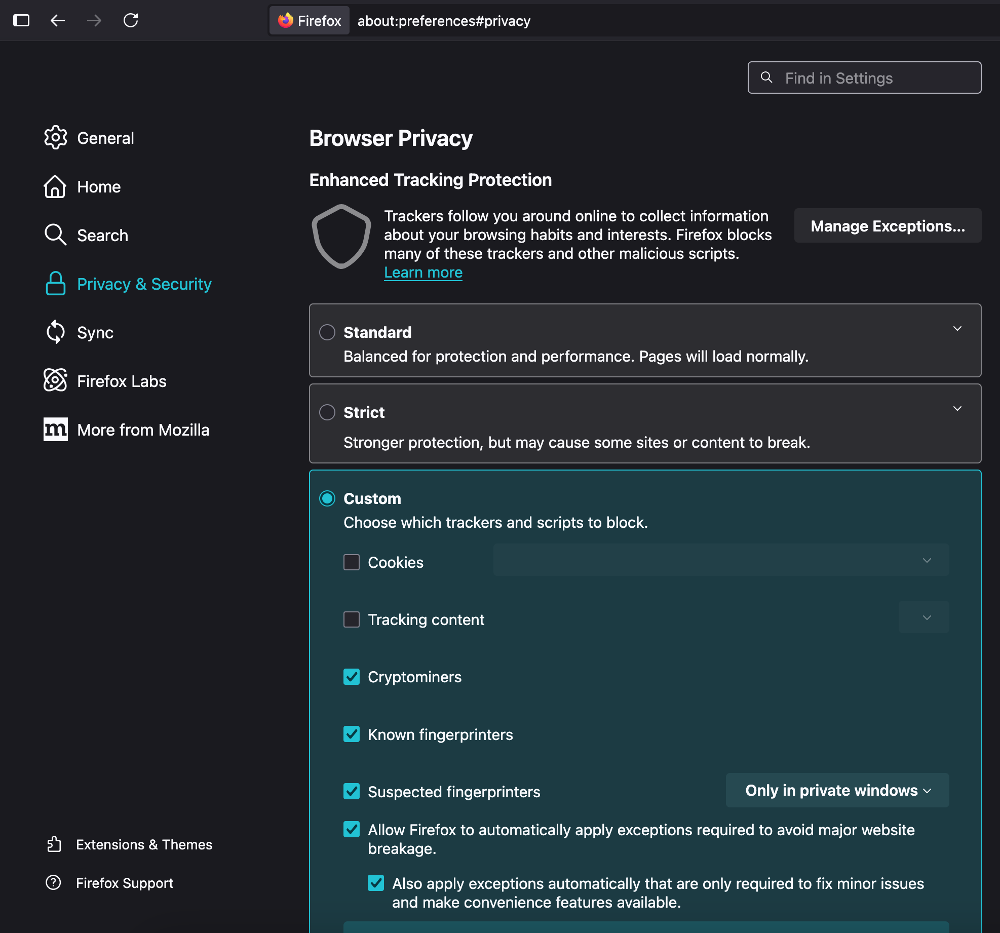 Firefox about:preferences#privacy
Find in Settings
General
Home
Search
Privacy & Security
Sync
Firefox Labs
m More from Mozilla
Extensions & Themes
Firefox Support
Browser Privacy
Enhanced Tracking Protection
Trackers follow you around online to collect information
about your browsing habits and interests. Firefox blocks
many of these trackers and other malicious scripts.
Learn more
Manage Exceptions...
Standard
Balanced for protection and performance. Pages will load normally.
Strict
Stronger protection, but may cause some sites or content to break.
Custom
Choose which trackers and scripts to block.
Cookies
Tracking content
Cryptominers
Known fingerprinters
Suspected fingerprinters
Only in private windows
Allow Firefox to automatically apply exceptions required to avoid major website
breakage.
Also apply exceptions automatically that are only required to fix minor issues
and make convenience features available.